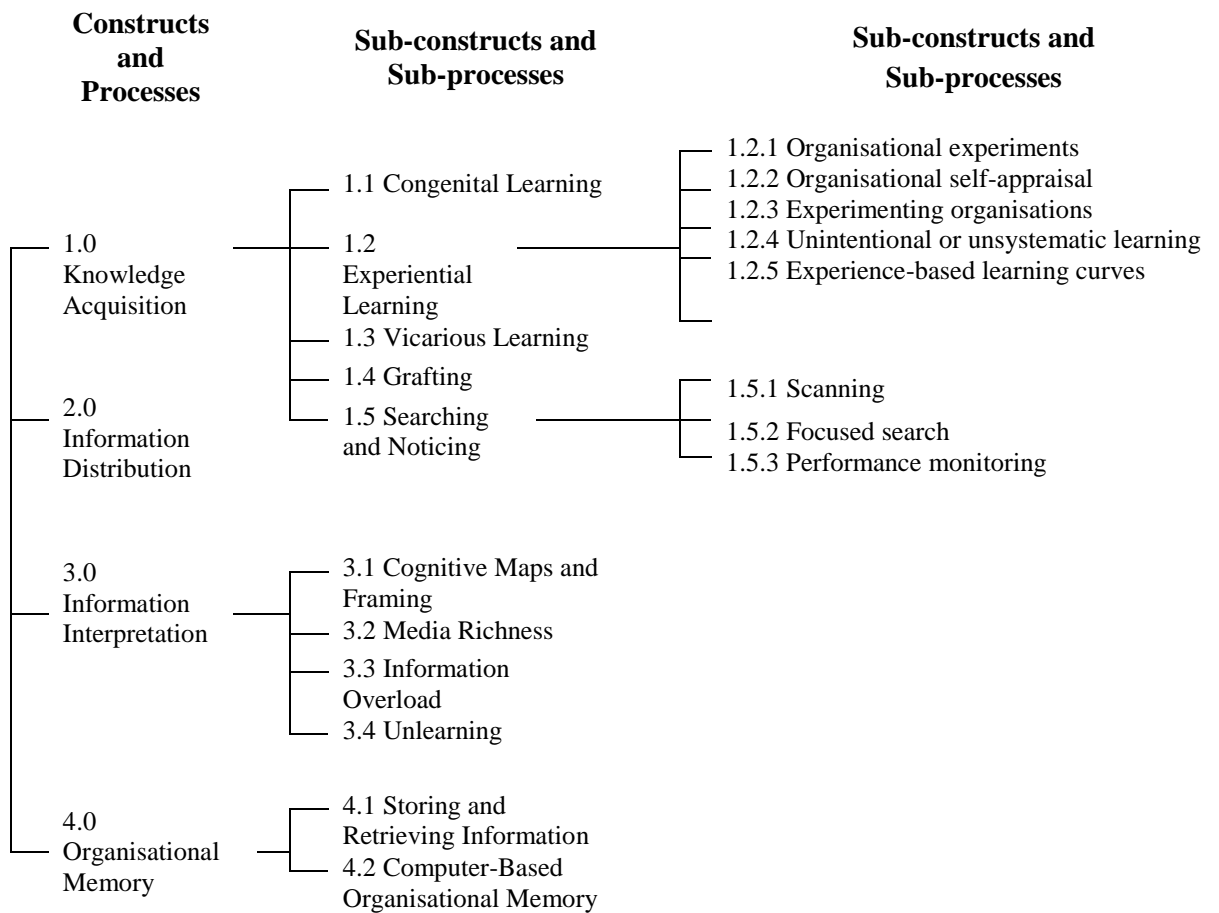 Constructs
and
Processes
Sub-constructs and
Sub-processes
Sub-constructs and
Sub-processes
1.0
Knowledge
Acquisition
1.1 Congenital Learning
1.2
Experiential
Learning
1.2.1 Organisational experiments
1.2.2 Organisational self-appraisal
1.2.3 Experimenting organisations
1.2.4 Unintentional or unsystematic learning
1.2.5 Experience-based learning curves
1.3 Vicarious Learning
1.4 Grafting
1.5 Searching
and Noticing
1.5.1 Scanning
1.5.2 Focused search
1.5.3 Performance monitoring
2.0
Information
Distribution
3.0
Information
Interpretation
3.1 Cognitive Maps and
Framing
3.2 Media Richness
3.3 Information
Overload
3.4 Unlearning
4.0
Organisational
Memory
4.1 Storing and
Retrieving Information
4.2 Computer-Based
Organisational Memory